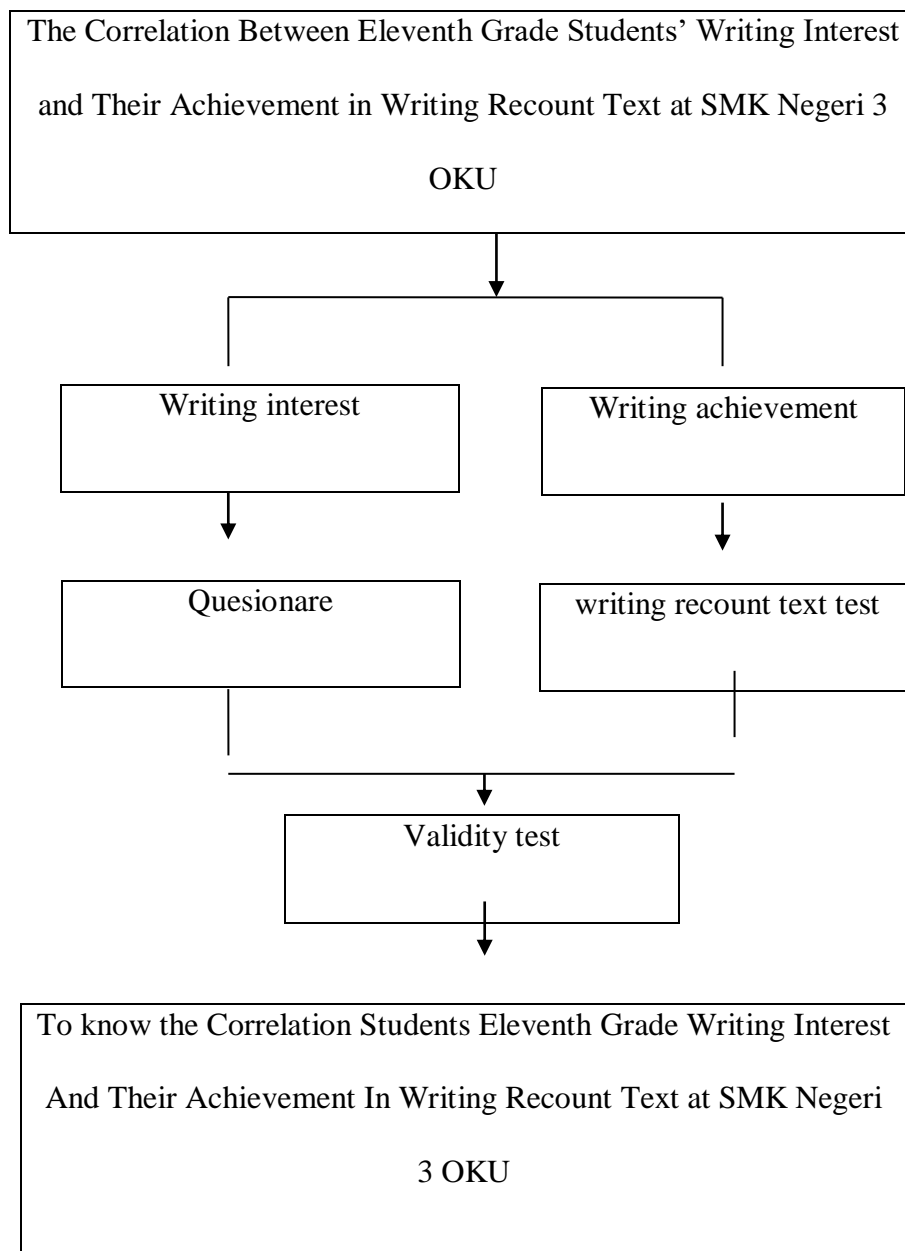 The Correlation Between Eleventh Grade Students’ Writing Interest
and Their Achievement in Writing Recount Text at SMK Negeri 3
OKU
Writing interest
Writing achievement
Quesionare
writing recount text test
Validity test
To know the Correlation Students Eleventh Grade Writing Interest
And Their Achievement In Writing Recount Text at SMK Negeri
3 OKU